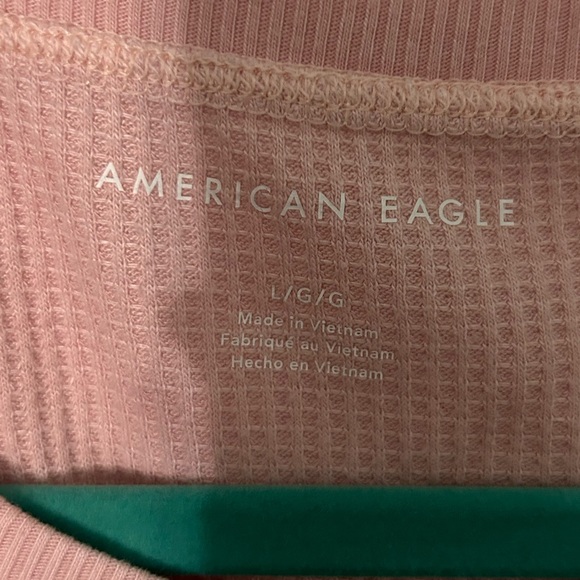 AMERICAN EAGLE
L/G/G
Made in Vietnam
Fabriqué au Vietnam
Hecho en Vietnam